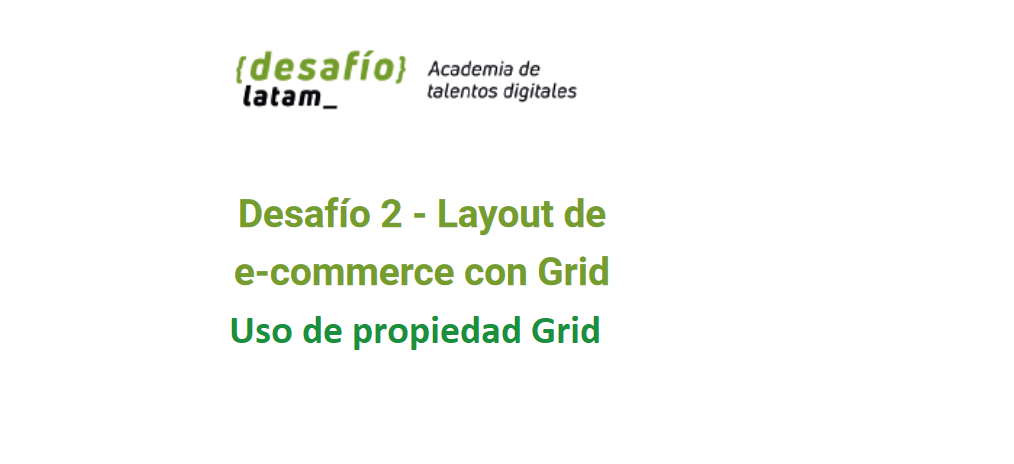 {desafío}
latam_
Academia de
talentos digitales
Desafío 2 - Layout de
e-commerce con Grid
Uso de propiedad Grid